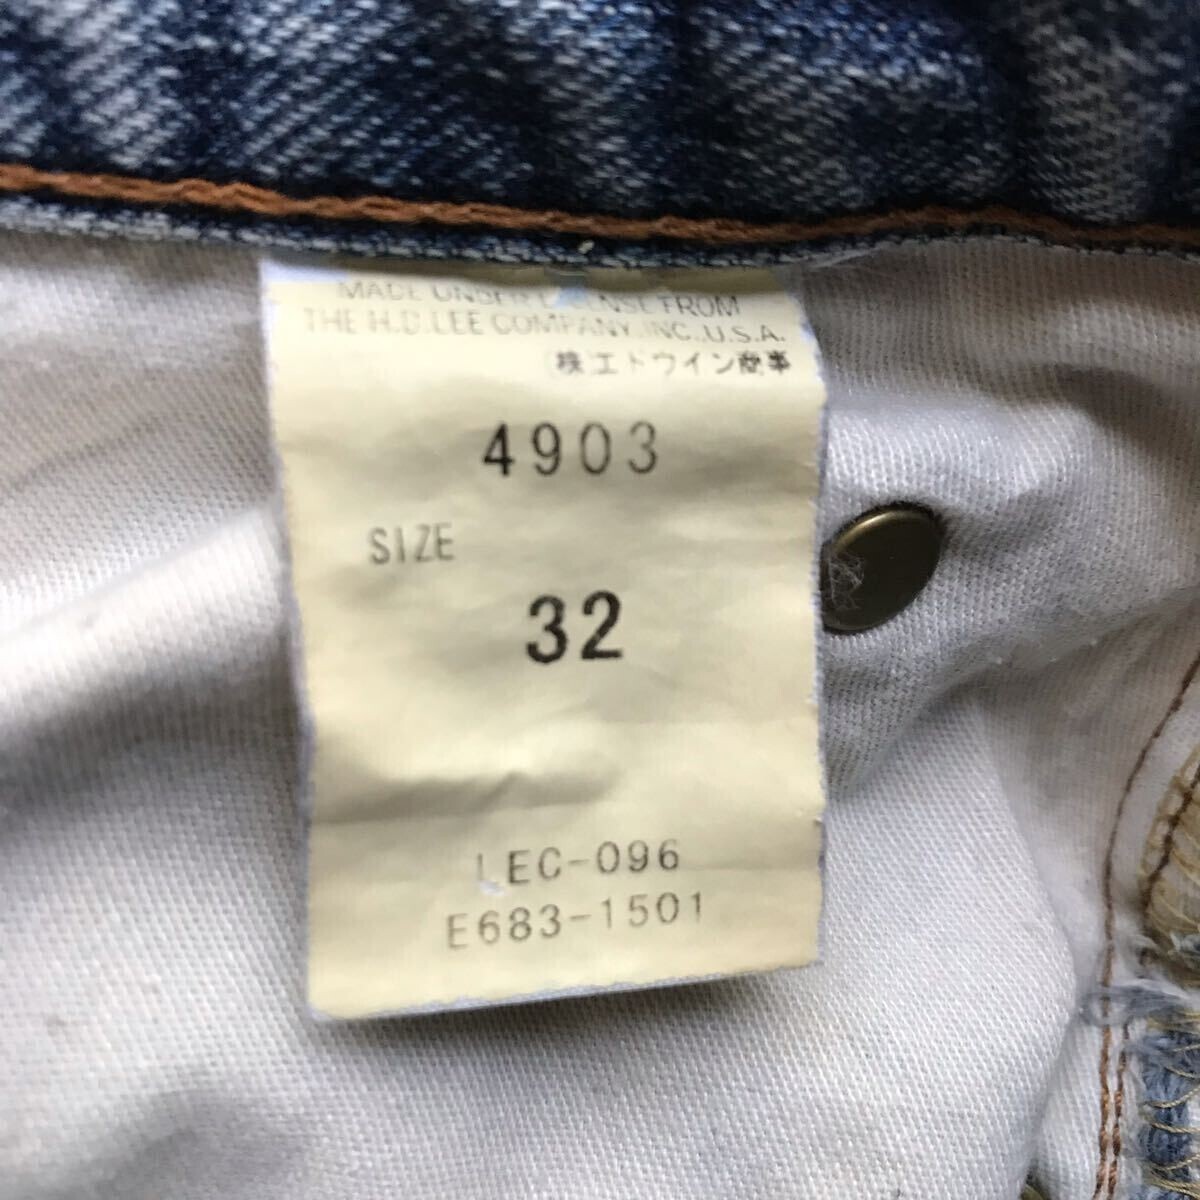 MADE UNDER LICENSE FROM
THE H.D.LEE COMPANY.INC.,U.S.A.
(株)エドウイン商事
4903
SIZE
32
LEC-096
E683-1501